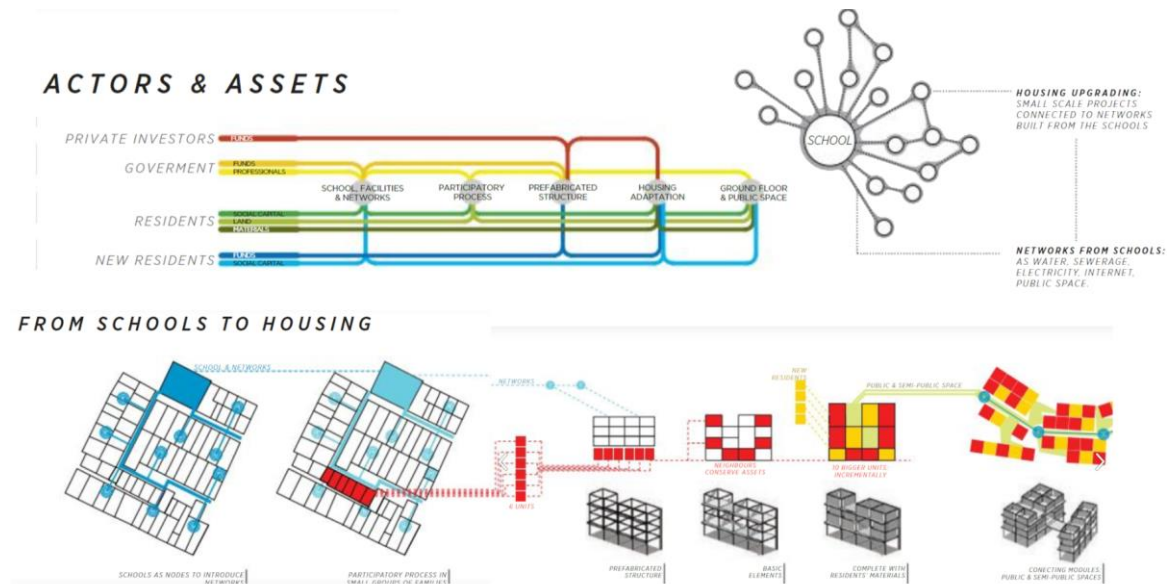 ACTORS & ASSETS
PRIVATE INVESTORS
FUNDS
GOVERMENT
FUNDS
PROFESSIONALS
SCHOOL, FACILITIES
& NETWORKS
PARTICIPATORY
PROCESS
PREFABRICATED
STRUCTURE
HOUSING
ADAPTATION
GROUND FLOOR
& PUBLIC SPACE
RESIDENTS
SOCIAL CAPITAL
LAND
MATERIALS
NEW RESIDENTS
FUNDS
SOCIAL CAPITAL
SCHOOL
HOUSING UPGRADING:
SMALL SCALE PROJECTS
CONNECTED TO NETWORKS
BUILT FROM THE SCHOOLS
NETWORKS FROM SCHOOLS:
AS WATER, SEWERAGE,
ELECTRICITY, INTERNET,
PUBLIC SPACE.
FROM SCHOOLS TO HOUSING
SCHOOL & NETWORKS
NETWORKS
NEW
RESIDENTS
PUBLIC & SEMI-PUBLIC SPACE
6 UNITS
NEIGHBOURS
CONSERVE ASSETS
10 BIGGER UNITS:
INCREMENTALLY
SCHOOLS AS NODES TO INTRODUCE
NETWORKS
PARTICIPATORY PROCESS IN
SMALL GROUPS OF FAMILIES
PREFABRICATED
STRUCTURE
BASIC
ELEMENTS
COMPLETE WITH
RESIDENTS' MATERIALS
CONECTING MODULES:
PUBLIC & SEMI-PUBLIC SPACES